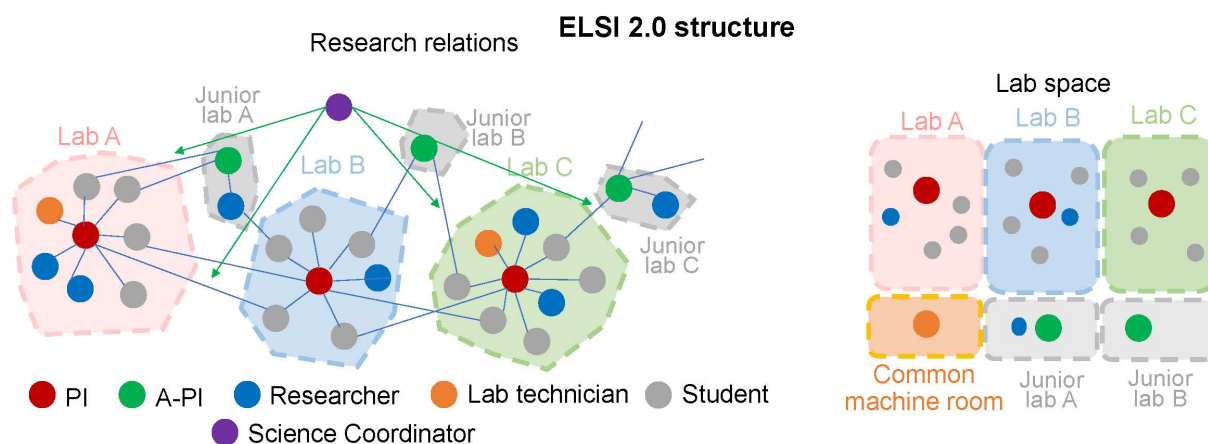 ELSI 2.0 structure
Research relations
Lab A
Junior
lab A
Lab B
Junior
lab B
Lab C
Junior
lab C
PI
A-PI
Researcher
Lab technician
Student
Science Coordinator
Lab space
Lab A
Lab B
Lab C
Common
machine room
Junior
lab A
Junior
lab B